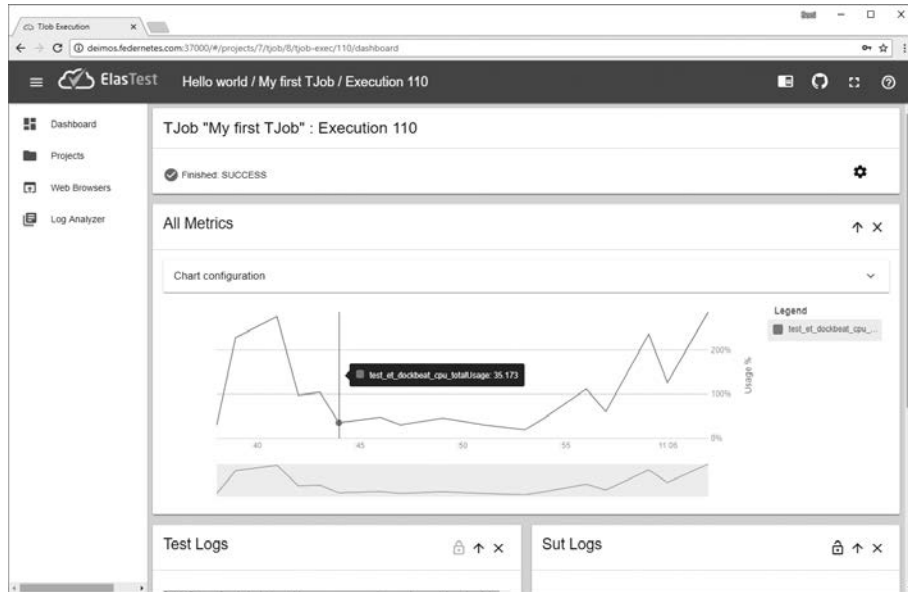 TJob Execution
deimos.federnetes.com:37000/#/projects/7/tjob/8/tjob-exec/110/dashboard
ElasTest
Hello world / My first TJob / Execution 110
Dashboard
Projects
Web Browsers
Log Analyzer
TJob "My first TJob" : Execution 110
Finished: SUCCESS
All Metrics
Chart configuration
Legend
test_et_dockbeat_cpu_...
test_et_dockbeat_cpu_totalUsage: 35.173
200%
100%
0%
Usage %
:40
:45
:50
:55
11:06
Test Logs
Sut Logs